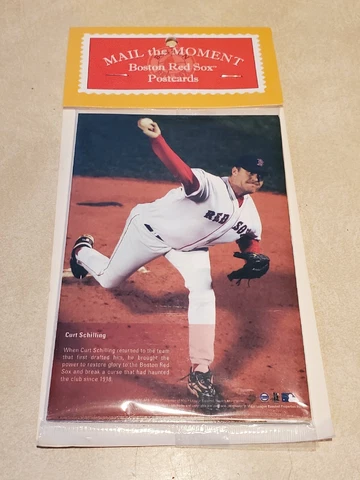 MAIL the MOMENT
Boston Red Sox™
Postcards
RED SOX
Curt Schilling
When Curt Schilling returned to the team
that first drafted him, he brought the
power to restore glory to the Boston Red
Sox and break a curse that had haunted
the club since 1918.